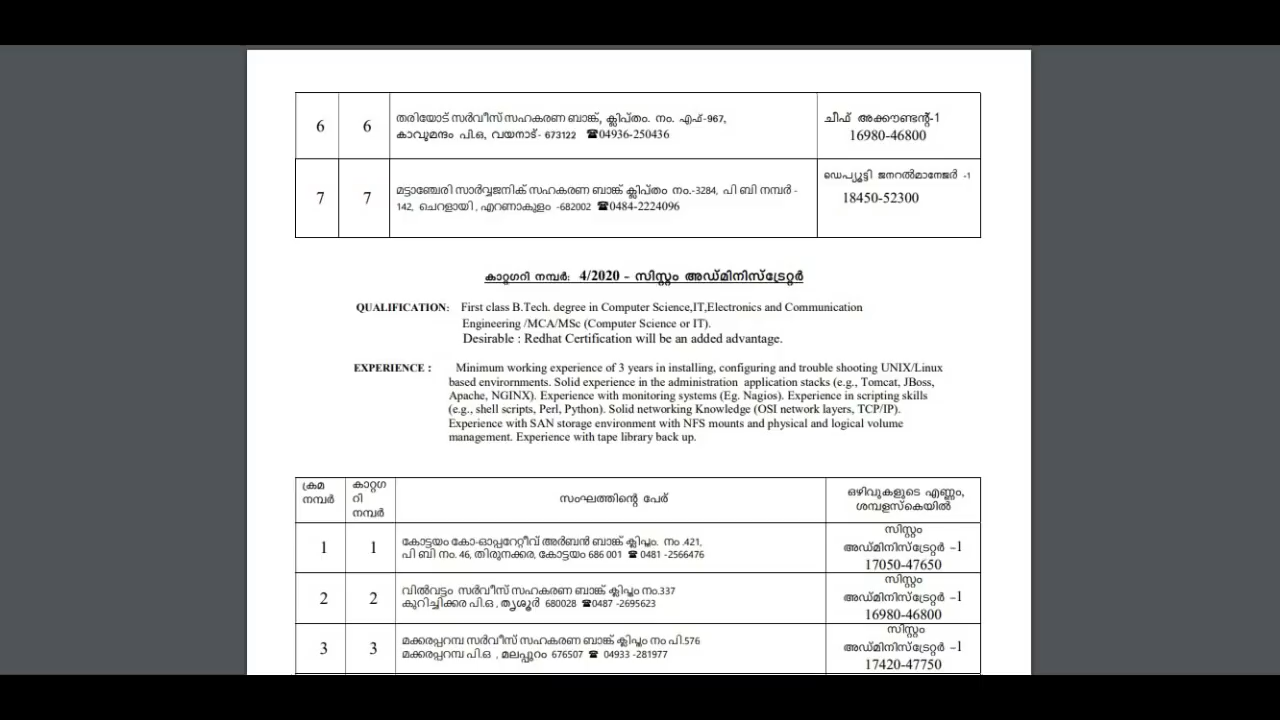 6 6 തരിയോട് സർവീസ് സഹകരണ ബാങ്ക്, ക്ലിപ്തം. നം. എഫ്-967, ചീഫ് അക്കൗണ്ടന്റ്-1
കാവുമന്ദം പി.ഒ, വയനാട്- 673122 ☎04936-250436 16980-46800
7 7 മട്ടാഞ്ചേരി സാർവ്വജനിക് സഹകരണ ബാങ്ക് ക്ലിപ്തം നം.-3284, പി ബി നമ്പർ - ഡെപ്യൂട്ടി ജനറൽമാനേജർ -1
142, ചെറളായി , എറണാകുളം -682002 ☎0484-2224096 18450-52300
കാറ്റഗറി നമ്പർ: 4/2020 – സിസ്റ്റം അഡ്മിനിസ്ട്രേറ്റർ
QUALIFICATION: First class B.Tech. degree in Computer Science,IT,Electronics and Communication
Engineering /MCA/MSc (Computer Science or IT).
Desirable : Redhat Certification will be an added advantage.
EXPERIENCE : Minimum working experience of 3 years in installing, configuring and trouble shooting UNIX/Linux
based envirornments. Solid experience in the administration application stacks (e.g., Tomcat, JBoss,
Apache, NGINX). Experience with monitoring systems (Eg. Nagios). Experience in scripting skills
(e.g., shell scripts, Perl, Python). Solid networking Knowledge (OSI network layers, TCP/IP).
Experience with SAN storage environment with NFS mounts and physical and logical volume
management. Experience with tape library back up.
ക്രമ നമ്പർ കാറ്റഗറി നമ്പർ സംഘത്തിന്റെ പേര് ഒഴിവുകളുടെ എണ്ണം, ശമ്പളസ്കെയിൽ
1 1 കോട്ടയം കോ-ഓപ്പറേറ്റീവ് അർബൻ ബാങ്ക് ക്ലിപ്തം. നം .421, സിസ്റ്റം
പി ബി നം. 46, തിരുനക്കര, കോട്ടയം 686 001 ☎ 0481 -2566476 അഡ്മിനിസ്ട്രേറ്റർ –1
17050-47650
2 2 വിൽവട്ടം സർവീസ് സഹകരണ ബാങ്ക് ക്ലിപ്തം നം.337 സിസ്റ്റം
കുറിച്ചിക്കര പി.ഒ , തൃശ്ശൂർ 680028 ☎0487 -2695623 അഡ്മിനിസ്ട്രേറ്റർ –1
16980-46800
3 3 മക്കരപ്പറമ്പ സർവീസ് സഹകരണ ബാങ്ക് ക്ലിപ്തം നം പി.576 സിസ്റ്റം
മക്കരപ്പറമ്പ പി.ഒ , മലപ്പുറം 676507 ☎ 04933 -281977 അഡ്മിനിസ്ട്രേറ്റർ –1
17420-47750